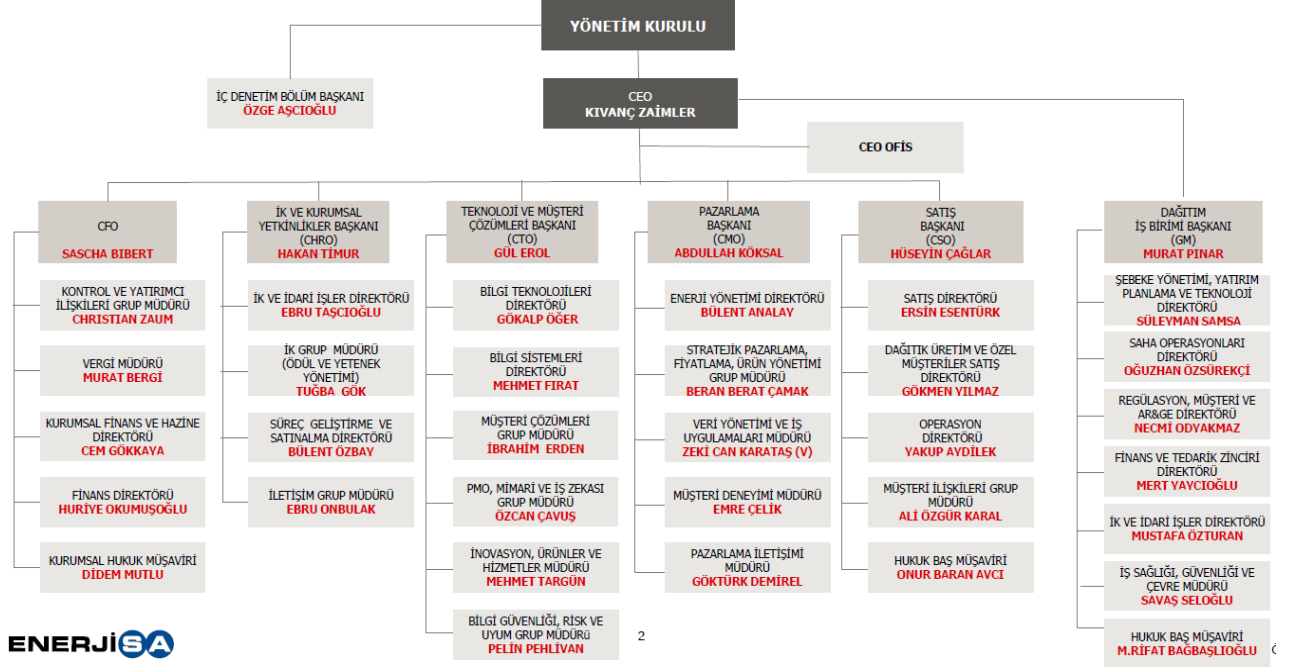 YÖNETİM KURULU
İÇ DENETİM BÖLÜM BAŞKANI
ÖZGE AŞCIOĞLU
CEO
KIVANÇ ZAİMLER
CEO OFİS
CFO
SASCHA BIBERT
KONTROL VE YATIRIMCI
İLİŞKİLERİ GRUP MÜDÜRÜ
CHRISTIAN ZAUM
VERGİ MÜDÜRÜ
MURAT BERGİ
KURUMSAL FİNANS VE HAZİNE
DİREKTÖRÜ
CEM GÖKKAYA
FİNANS DİREKTÖRÜ
HURİYE OKUMUŞOĞLU
KURUMSAL HUKUK MÜŞAVİRİ
DİDEM MUTLU
İK VE KURUMSAL
YETKİNLİKLER BAŞKANI
(CHRO)
HAKAN TİMUR
İK VE İDARİ İŞLER DİREKTÖRÜ
EBRU TAŞCIOĞLU
İK GRUP MÜDÜRÜ
(ÖDÜL VE YETENEK
YÖNETİMİ)
TUĞBA GÖK
SÜREÇ GELİŞTİRME VE
SATINALMA DİREKTÖRÜ
BÜLENT ÖZBAY
İLETİŞİM GRUP MÜDÜRÜ
EBRU ONBULAK
TEKNOLOJİ VE MÜŞTERİ
ÇÖZÜMLERİ BAŞKANI
(CTO)
GÜL EROL
BİLGİ TEKNOLOJİLERİ
DİREKTÖRÜ
GÖKALP ÖĞER
BİLGİ SİSTEMLERİ
DİREKTÖRÜ
MEHMET FIRAT
MÜŞTERİ ÇÖZÜMLERİ
GRUP MÜDÜRÜ
İBRAHİM ERDEN
PMO, MİMARİ VE İŞ ZEKASI
GRUP MÜDÜRÜ
ÖZCAN ÇAVUŞ
İNOVASYON, ÜRÜNLER VE
HİZMETLER MÜDÜRÜ
MEHMET TARGÜN
BİLGİ GÜVENLİĞİ, RİSK VE
UYUM GRUP MÜDÜRü
PELİN PEHLİVAN
PAZARLAMA
BAŞKANI
(CMO)
ABDULLAH KÖKSAL
ENERJİ YÖNETİMİ DİREKTÖRÜ
BÜLENT ANALAY
STRATEJİK PAZARLAMA,
FİYATLAMA, ÜRÜN YÖNETİMİ
GRUP MÜDÜRÜ
BERAN BERAT ÇAMAK
VERİ YÖNETİMİ VE İŞ
UYGULAMALARI MÜDÜRÜ
ZEKİ CAN KARATAŞ (V)
MÜŞTERİ DENEYİMİ MÜDÜRÜ
EMRE ÇELİK
PAZARLAMA İLETİŞİMİ
MÜDÜRÜ
GÖKTÜRK DEMİREL
SATIŞ
BAŞKANI
(CSO)
HÜSEYİN ÇAĞLAR
SATIŞ DİREKTÖRÜ
ERSİN ESENTÜRK
DAĞITIK ÜRETİM VE ÖZEL
MÜŞTERİLER SATIŞ
DİREKTÖRÜ
GÖKMEN YILMAZ
OPERASYON
DİREKTÖRÜ
YAKUP AYDİLEK
MÜŞTERİ İLİŞKİLERİ GRUP
MÜDÜRÜ
ALİ ÖZGÜR KARAL
HUKUK BAŞ MÜŞAVİRİ
ONUR BARAN AVCI
DAĞITIM
İŞ BİRİMİ BAŞKANI
(GM)
MURAT PINAR
ŞEBEKE YÖNETİMİ, YATIRIM
PLANLAMA VE TEKNOLOJİ
DİREKTÖRÜ
SÜLEYMAN SAMSA
SAHA OPERASYONLARI
DİREKTÖRÜ
OĞUZHAN ÖZSÜREKÇİ
REGÜLASYON, MÜŞTERİ VE
AR&GE DİREKTÖRÜ
NECMİ ODYAKMAZ
FİNANS VE TEDARİK ZİNCİRİ
DİREKTÖRÜ
MERT YAYCIOĞLU
İK VE İDARİ İŞLER DİREKTÖRÜ
MUSTAFA ÖZTURAN
İŞ SAĞLIĞI, GÜVENLİĞİ VE
ÇEVRE MÜDÜRÜ
SAVAŞ SELOĞLU
HUKUK BAŞ MÜŞAVİRİ
M.RİFAT BAĞBAŞLIOĞLU
ENERJİSA
2